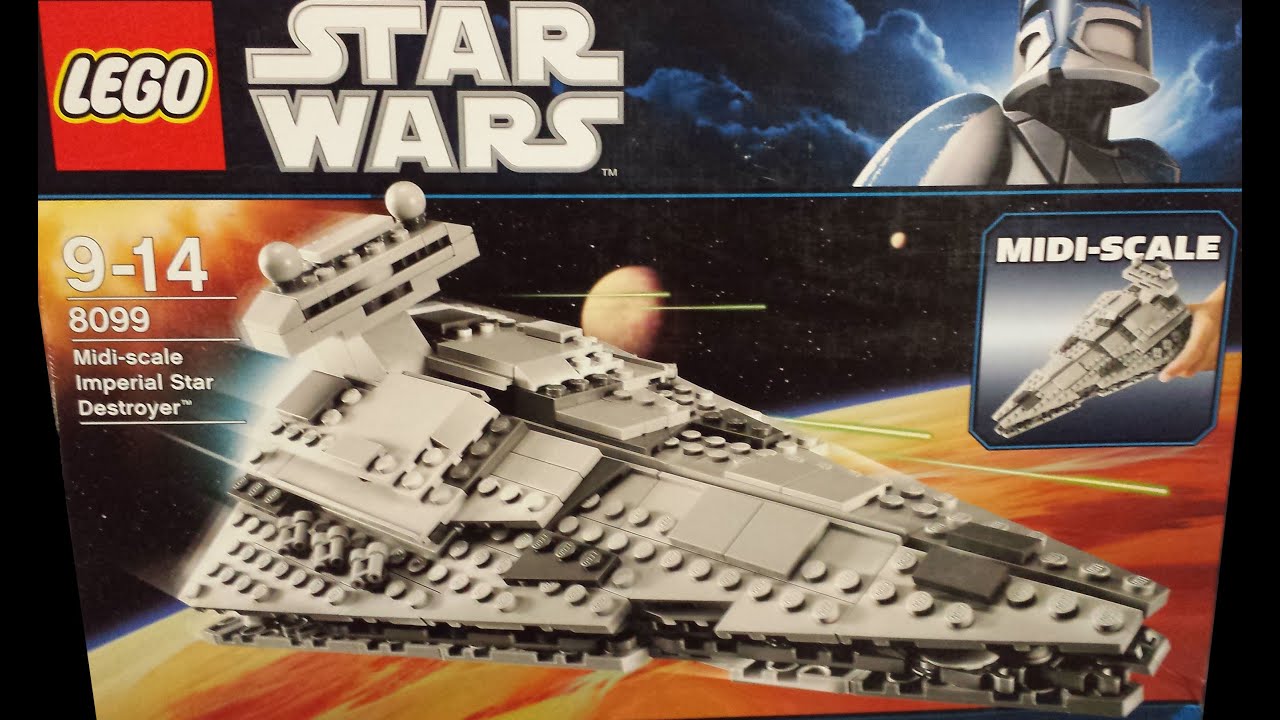 LEGO
STAR
WARS
™
9-14
8099
Midi-scale
Imperial Star
Destroyer™
MIDI-SCALE